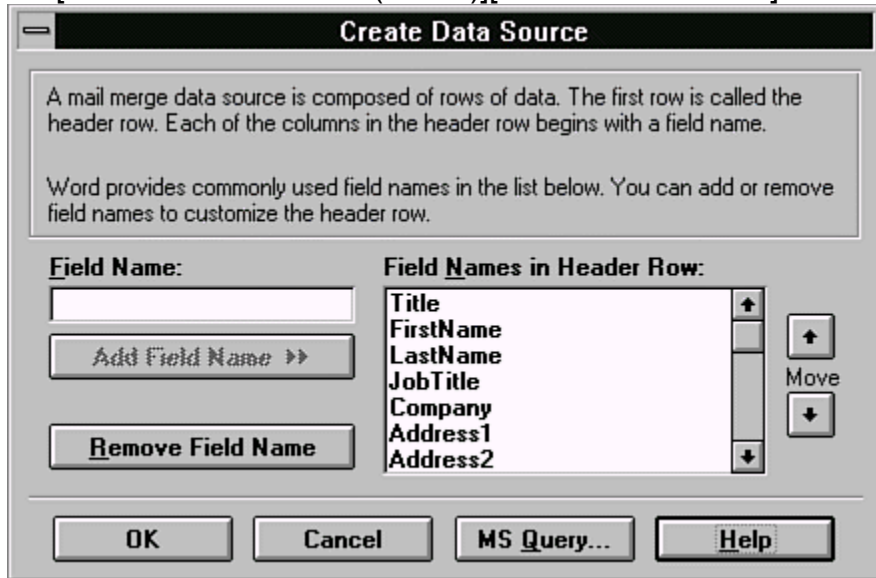 Create Data Source
A mail merge data source is composed of rows of data. The first row is called the
header row. Each of the columns in the header row begins with a field name.
Word provides commonly used field names in the list below. You can add or remove
field names to customize the header row.
Field Name:
Add Field Name
Remove Field Name
Field Names in Header Row:
Title
FirstName
LastName
JobTitle
Company
Address1
Address2
Move
OK
Cancel
MS Query...
Help